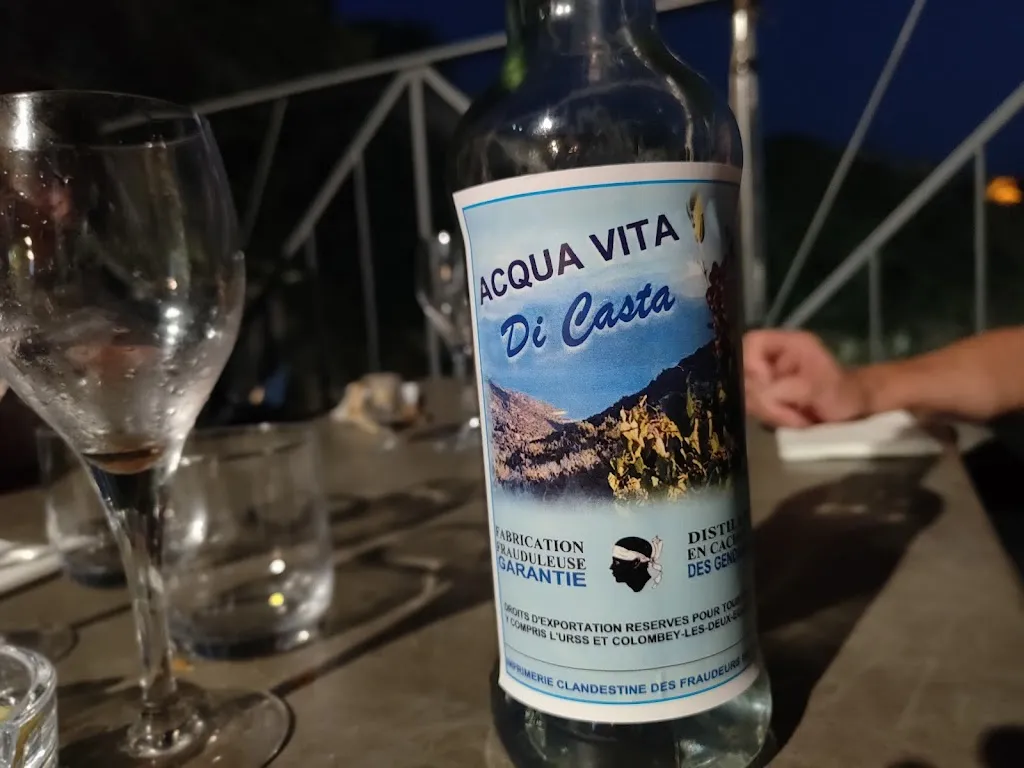 ACQUA VITA
Di Casta
FABRICATION
FRAUDULEUSE
GARANTIE
DISTIL
EN CAC
DES GEND
DROITS D'EXPORTATION RESERVES POUR TOU
Y COMPRIS L'URSS ET COLOMBEY-LES-DEUX-
IMPRIMERIE CLANDESTINE DES FRAUDEURS